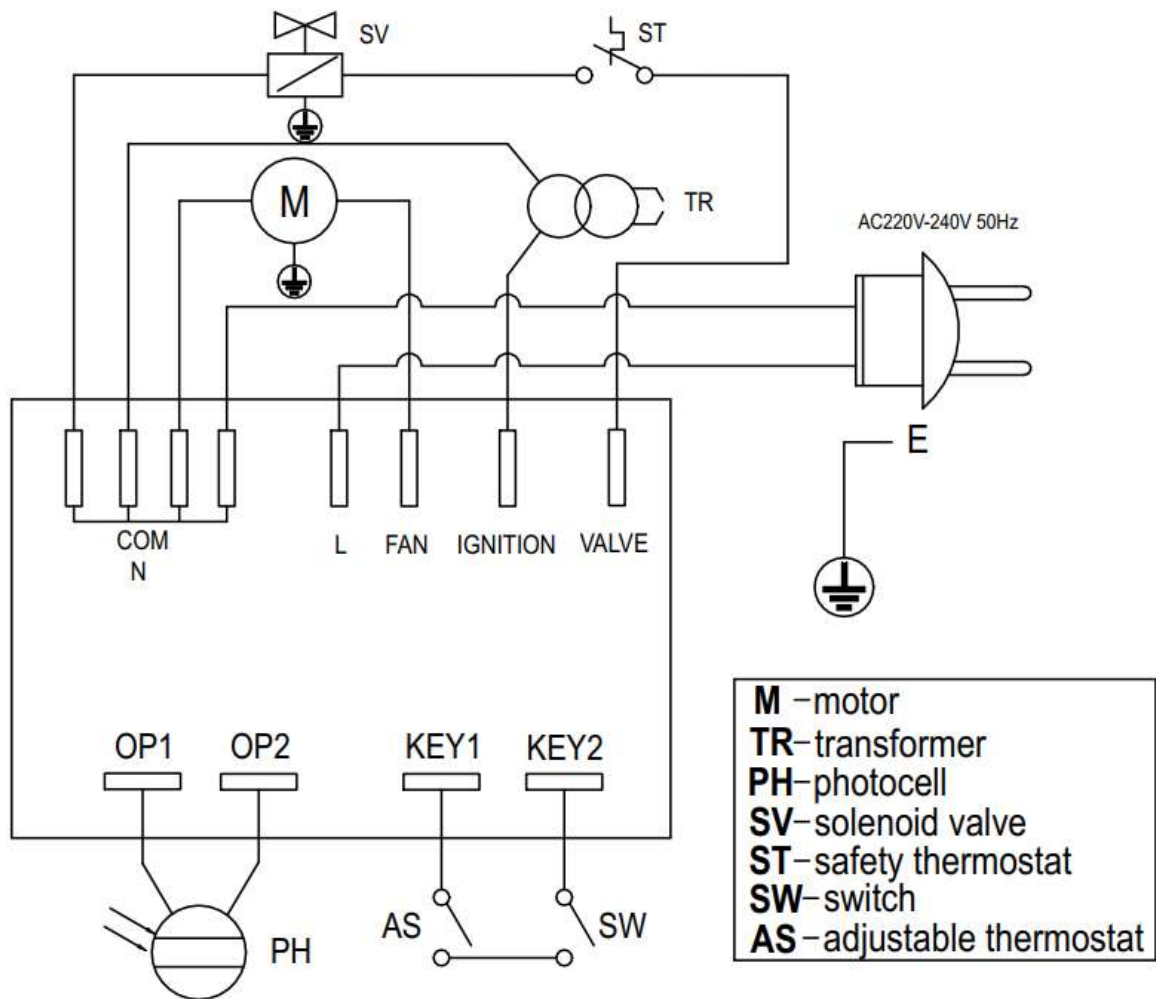 SV
ST
M
TR
AC220V-240V 50Hz
E
COM
N
L
FAN
IGNITION
VALVE
OP1
OP2
KEY1
KEY2
PH
AS
SW
M -motor
TR-transformer
PH-photocell
SV-solenoid valve
ST-safety thermostat
SW-switch
AS-adjustable thermostat